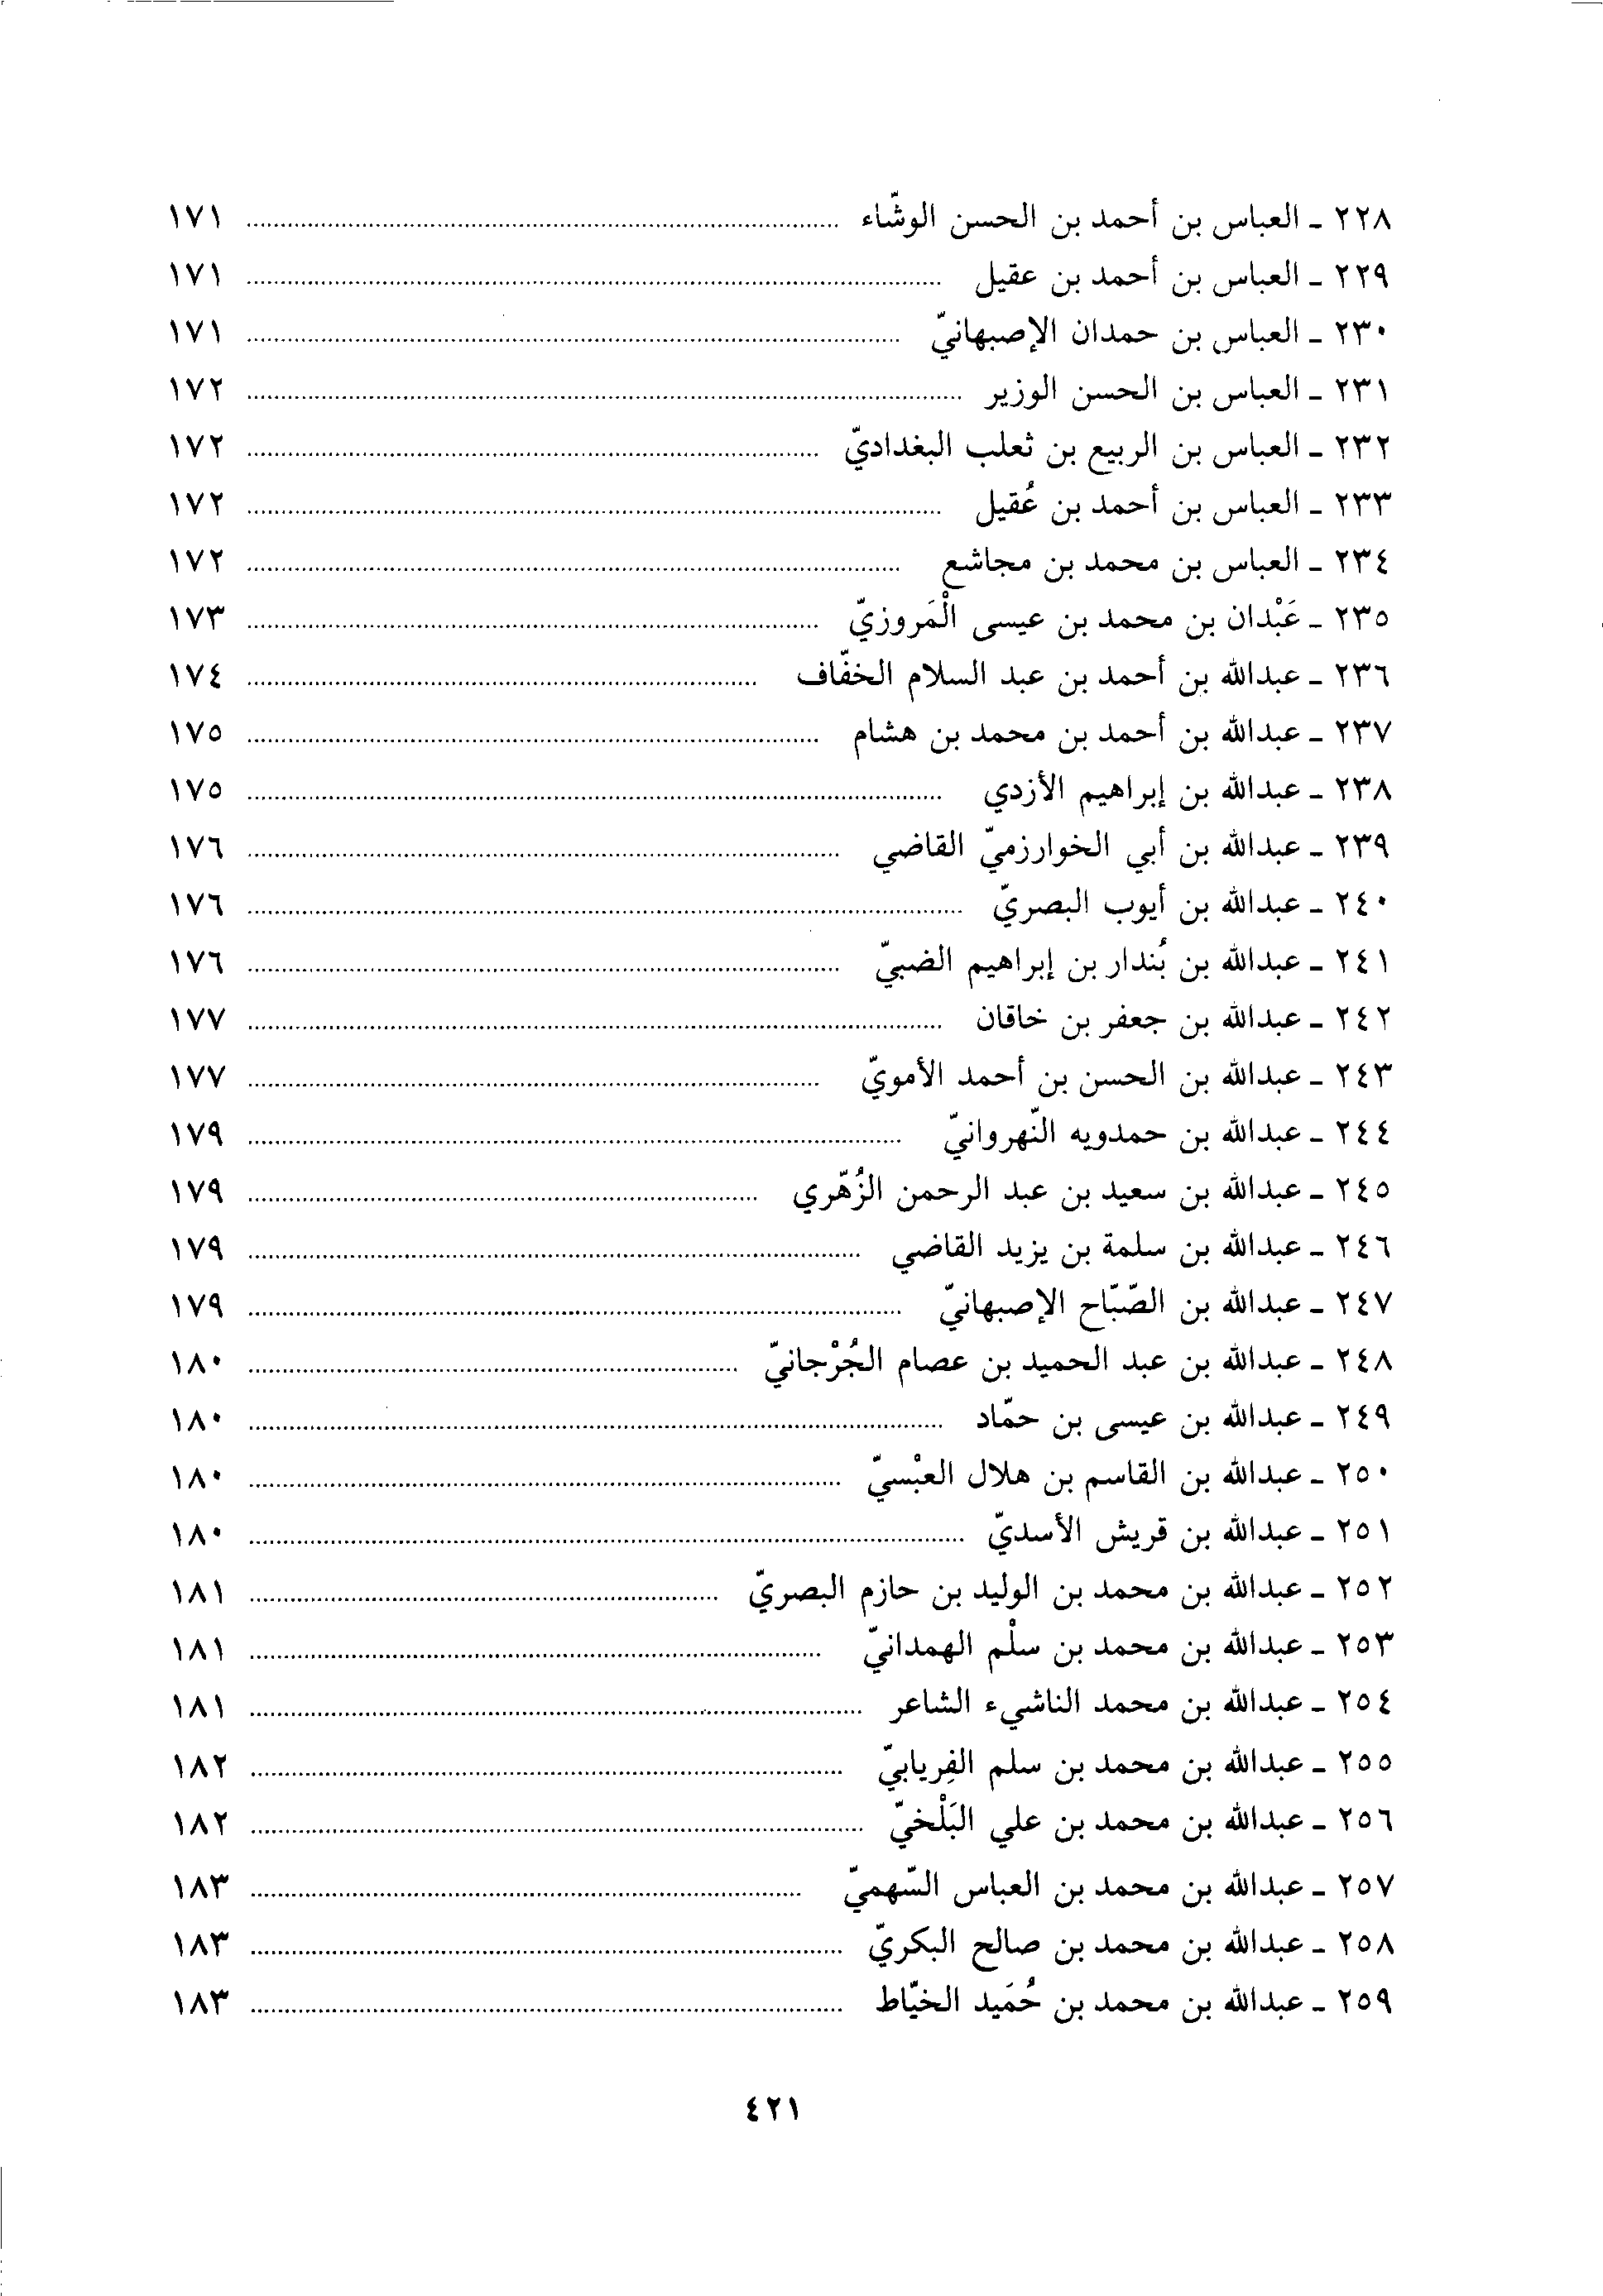 ٢٢٨ ـ العباس بن أحمد بن الحسن الوشّاء ........ ١٧١
٢٢٩ ـ العباس بن أحمد بن عقيل ........ ١٧١
٢٣٠ ـ العباس بن حمدان الإصبهانيّ ........ ١٧١
٢٣١ ـ العباس بن الحسن الوزير ........ ١٧٢
٢٣٢ ـ العباس بن الربيع بن ثعلب البغداديّ ........ ١٧٢
٢٣٣ ـ العباس بن أحمد بن عُقيل ........ ١٧٢
٢٣٤ ـ العباس بن محمد بن مجاشع ........ ١٧٢
٢٣٥ ـ عَبْدان بن محمد بن عيسى الْمَروزيّ ........ ١٧٣
٢٣٦ ـ عبدالله بن أحمد بن عبد السلام الخفّاف ........ ١٧٤
٢٣٧ ـ عبدالله بن أحمد بن محمد بن هشام ........ ١٧٥
٢٣٨ ـ عبدالله بن إبراهيم الأزدي ........ ١٧٥
٢٣٩ ـ عبدالله بن أبي الخوارزميّ القاضي ........ ١٧٦
٢٤٠ ـ عبدالله بن أيوب البصريّ ........ ١٧٦
٢٤١ ـ عبدالله بن بُندار بن إبراهيم الضبيّ ........ ١٧٦
٢٤٢ ـ عبدالله بن جعفر بن خاقان ........ ١٧٧
٢٤٣ ـ عبدالله بن الحسن بن أحمد الأمويّ ........ ١٧٧
٢٤٤ ـ عبدالله بن حمدويه النّهروانيّ ........ ١٧٩
٢٤٥ ـ عبدالله بن سعيد بن عبد الرحمن الزُهّري ........ ١٧٩
٢٤٦ ـ عبدالله بن سلمة بن يزيد القاضي ........ ١٧٩
٢٤٧ ـ عبدالله بن الصّبّاح الإصبهانيّ ........ ١٧٩
٢٤٨ ـ عبدالله بن عبد الحميد بن عصام الجُرْجانيّ ........ ١٨٠
٢٤٩ ـ عبدالله بن عيسى بن حمّاد ........ ١٨٠
٢٥٠ ـ عبدالله بن القاسم بن هلال العبْسيّ ........ ١٨٠
٢٥١ ـ عبدالله بن قريش الأسديّ ........ ١٨٠
٢٥٢ ـ عبدالله بن محمد بن الوليد بن حازم البصريّ ........ ١٨١
٢٥٣ ـ عبدالله بن محمد بن سلْم الهمدانيّ ........ ١٨١
٢٥٤ ـ عبدالله بن محمد الناشيء الشاعر ........ ١٨١
٢٥٥ ـ عبدالله بن محمد بن سلم الفِريابيّ ........ ١٨٢
٢٥٦ ـ عبدالله بن محمد بن علي البَلْخيّ ........ ١٨٢
٢٥٧ ـ عبدالله بن محمد بن العباس السّهميّ ........ ١٨٣
٢٥٨ ـ عبدالله بن محمد بن صالح البكريّ ........ ١٨٣
٢٥٩ ـ عبدالله بن محمد بن حُمَيد الخيّاط ........ ١٨٣
٤٢١